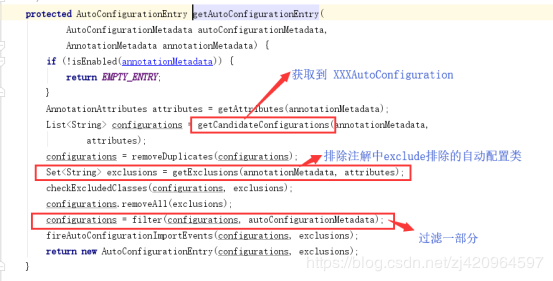 protected AutoConfigurationEntry getAutoConfigurationEntry(
AutoConfigurationMetadata autoConfigurationMetadata,
AnnotationMetadata annotationMetadata) {
if (!isEnabled(annotationMetadata)) {
return EMPTY_ENTRY;
}
获取到 XXXAutoConfiguration
AnnotationAttributes attributes = getAttributes(annotationMetadata);
List<String> configurations = getCandidateConfigurations(annotationMetadata,
attributes);
排除注解中exclude排除的自动配置类
configurations = removeDuplicates(configurations);
Set<String> exclusions = getExclusions(annotationMetadata, attributes);
checkExcludedClasses(configurations, exclusions);
configurations.removeAll(exclusions);
configurations = filter(configurations, autoConfigurationMetadata);
过滤一部分
fireAutoConfigurationImportEvents(configurations, exclusions);
return new AutoConfigurationEntry(configurations, exclusions);
}
https://blog.csdn.net/zj420964597